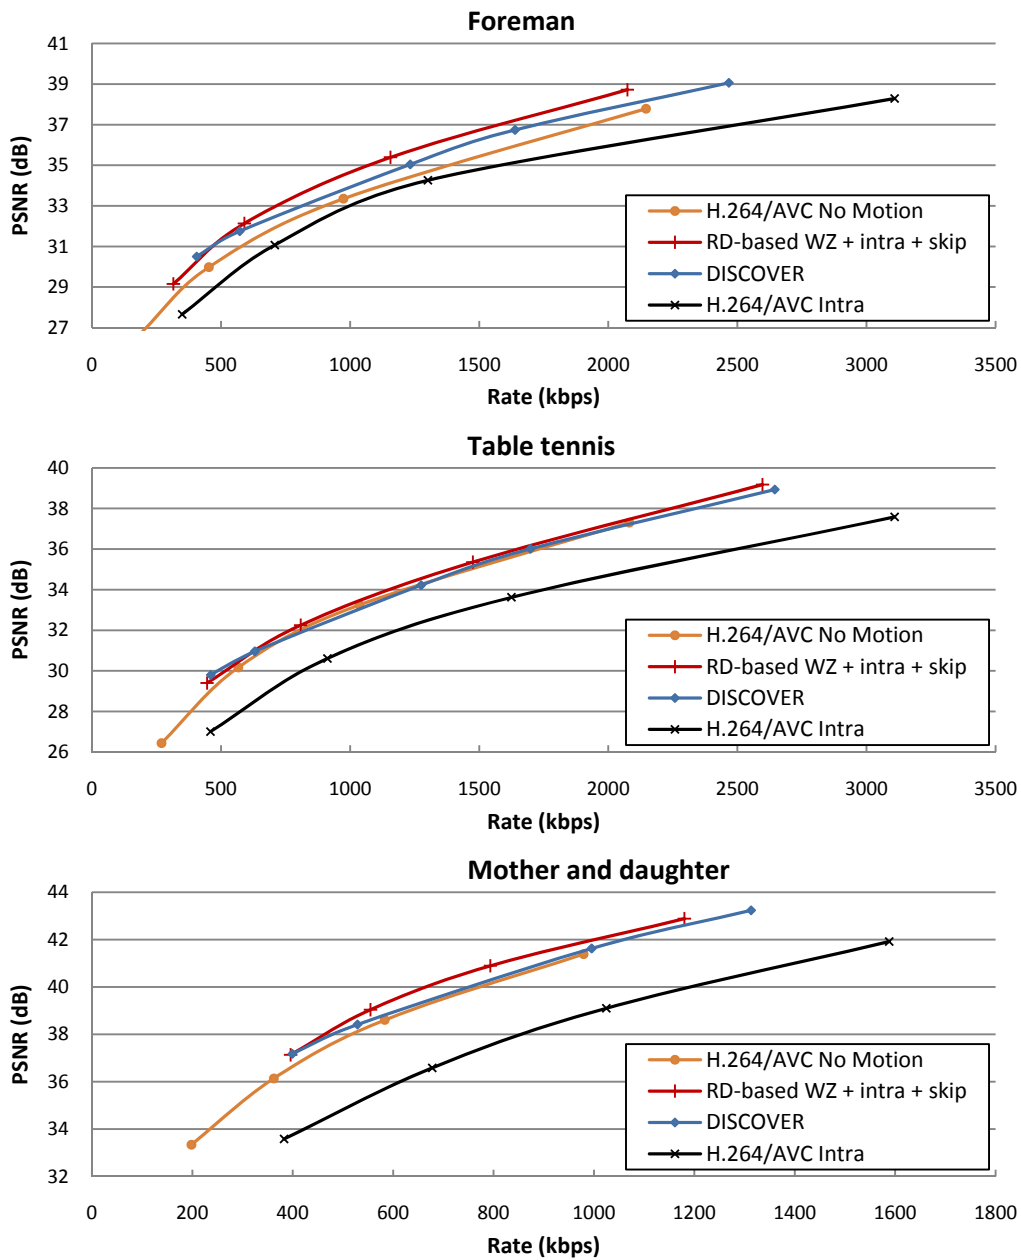 Foreman
PSNR (dB)
41
39
37
35
33
31
29
27
H.264/AVC No Motion
RD-based WZ + intra + skip
DISCOVER
H.264/AVC Intra
0 500 1000 1500 2000 2500 3000 3500
Rate (kbps)
Table tennis
PSNR (dB)
40
38
36
34
32
30
28
26
H.264/AVC No Motion
RD-based WZ + intra + skip
DISCOVER
H.264/AVC Intra
0 500 1000 1500 2000 2500 3000 3500
Rate (kbps)
Mother and daughter
PSNR (dB)
44
42
40
38
36
34
32
H.264/AVC No Motion
RD-based WZ + intra + skip
DISCOVER
H.264/AVC Intra
0 200 400 600 800 1000 1200 1400 1600 1800
Rate (kbps)